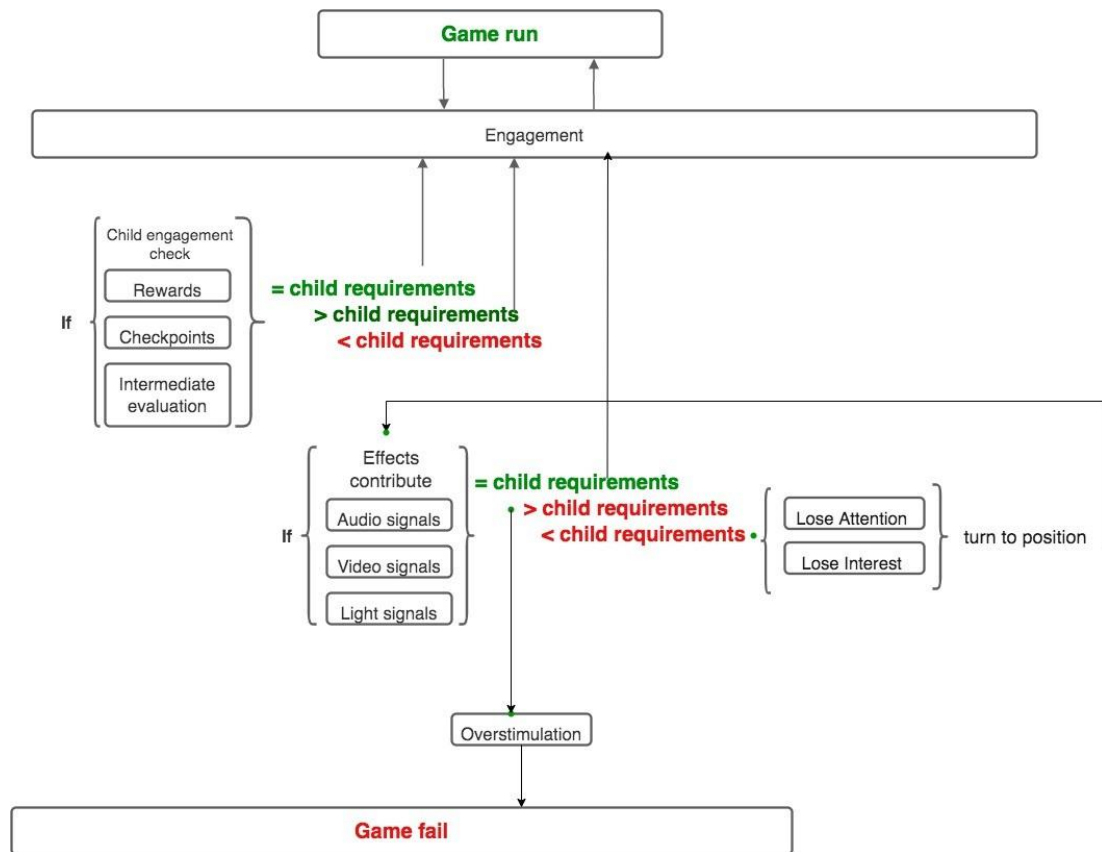 Game run
Engagement
Child engagement
check
Rewards
If
Checkpoints
Intermediate
evaluation
= child requirements
> child requirements
< child requirements
Effects
contribute
If
Audio signals
Video signals
Light signals
= child requirements
> child requirements
< child requirements
Lose Attention
Lose Interest
turn to position
Overstimulation
Game fail